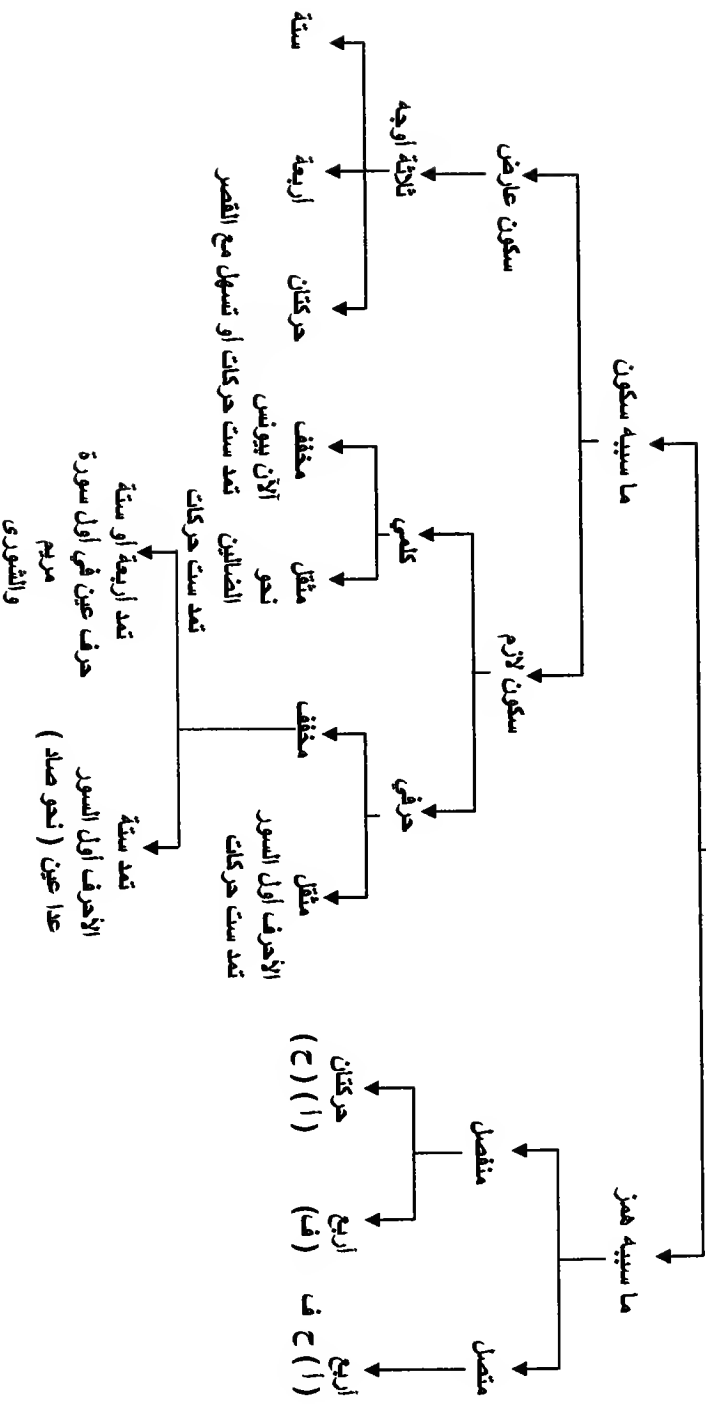 ما سببه همز
ما سببه سكون
متصل
منفصل
أربع
(أ) (ح) ف
أربع
(ف)
حركتان
(أ) (ح)
سكون لازم
سكون عارض
حرفي
كلمي
مثقل
الأحرف أول السور
تمد ست حركات
مخفف
تمد ستة
الأحرف أول السور
عدا عين (نحو صاد)
تمد أربعة أو ستة
حرف عين في أول سورة
مريم
والشورى
مثقل
نحو الضالين
تمد ست حركات
مخفف
آلآن بيونس
تمد ست حركات أو تسهل مع القصر
ثلاثة أوجه
حركتان
أربعة
ستة